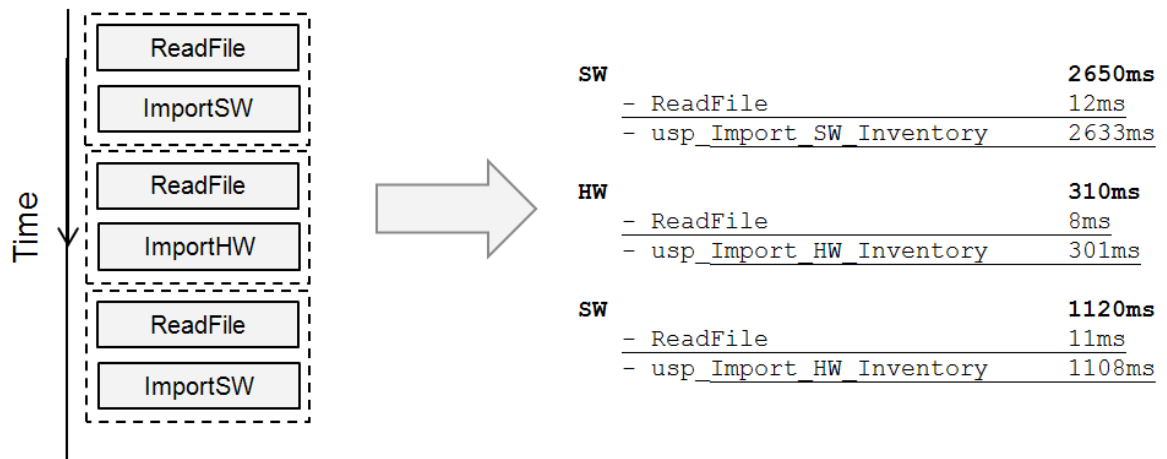 ReadFile
ImportSW
ReadFile
ImportHW
ReadFile
ImportSW
Time
SW 2650ms
- ReadFile 12ms
- usp_Import_SW_Inventory 2633ms
HW 310ms
- ReadFile 8ms
- usp_Import_HW_Inventory 301ms
SW 1120ms
- ReadFile 11ms
- usp_Import_HW_Inventory 1108ms